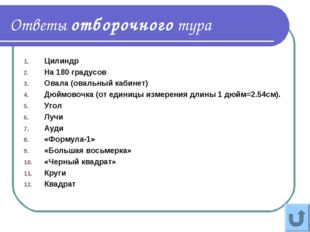 Ответы отборочного тура
1. Цилиндр
2. На 180 градусов
3. Овала (овальный кабинет)
4. Дюймовочка (от единицы измерения длины 1 дюйм=2.54см).
5. Угол
6. Лучи
7. Ауди
8. «Формула-1»
9. «Большая восьмерка»
10. «Черный квадрат»
11. Круги
12. Квадрат